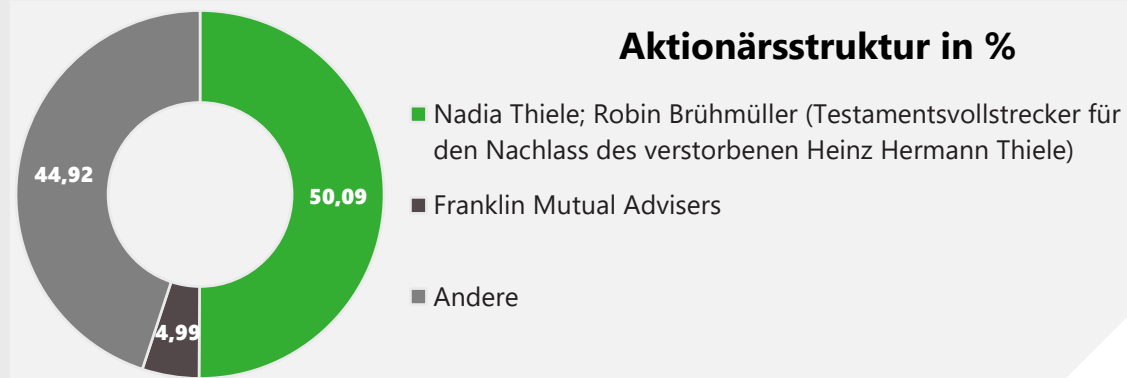 Aktionärsstruktur in %
Nadia Thiele; Robin Brühmüller (Testamentsvollstrecker für
den Nachlass des verstorbenen Heinz Hermann Thiele)
Franklin Mutual Advisers
Andere
44,92
50,09
4,99